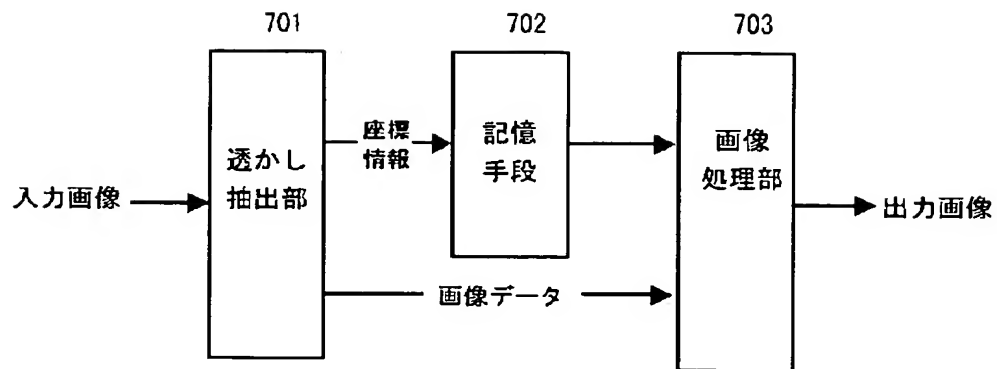 701
702
703
入力画像
透かし
抽出部
座標
情報
記憶
手段
画像データ
画像
処理部
出力画像